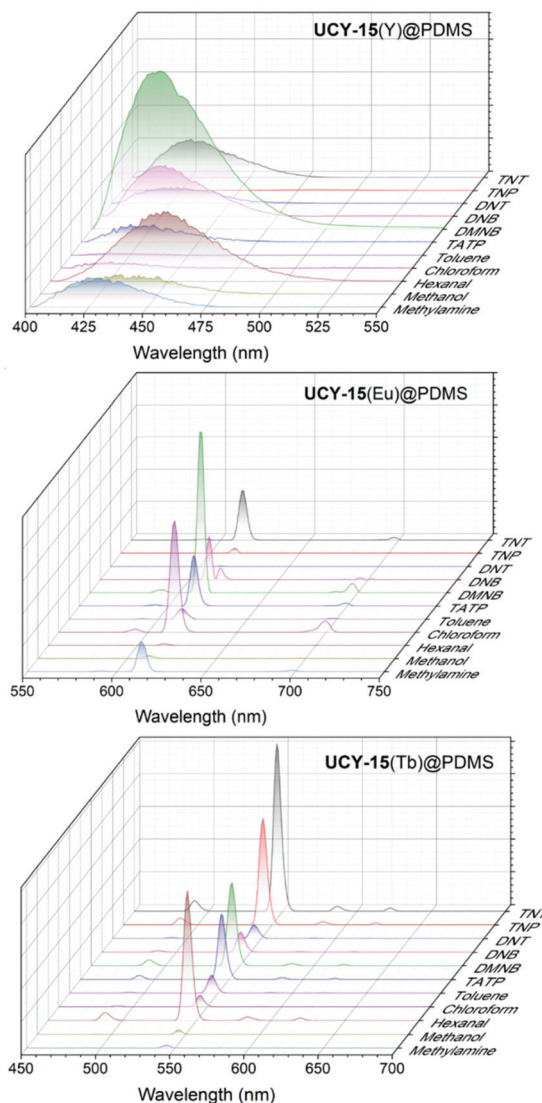 UCY-15(Y)@PDMS
TNT
TNP
DNT
DNB
DMNB
TATP
Toluene
Chloroform
Hexanal
Methanol
Methylamine
400 425 450 475 500 525 550
Wavelength (nm)
UCY-15(Eu)@PDMS
TNT
TNP
DNT
DNB
DMNB
TATP
Toluene
Chloroform
Hexanal
Methanol
Methylamine
550 600 650 700 750
Wavelength (nm)
UCY-15(Tb)@PDMS
TNT
TNP
DNT
DNB
DMNB
TATP
Toluene
Chloroform
Hexanal
Methanol
Methylamine
450 500 550 600 650 700
Wavelength (nm)